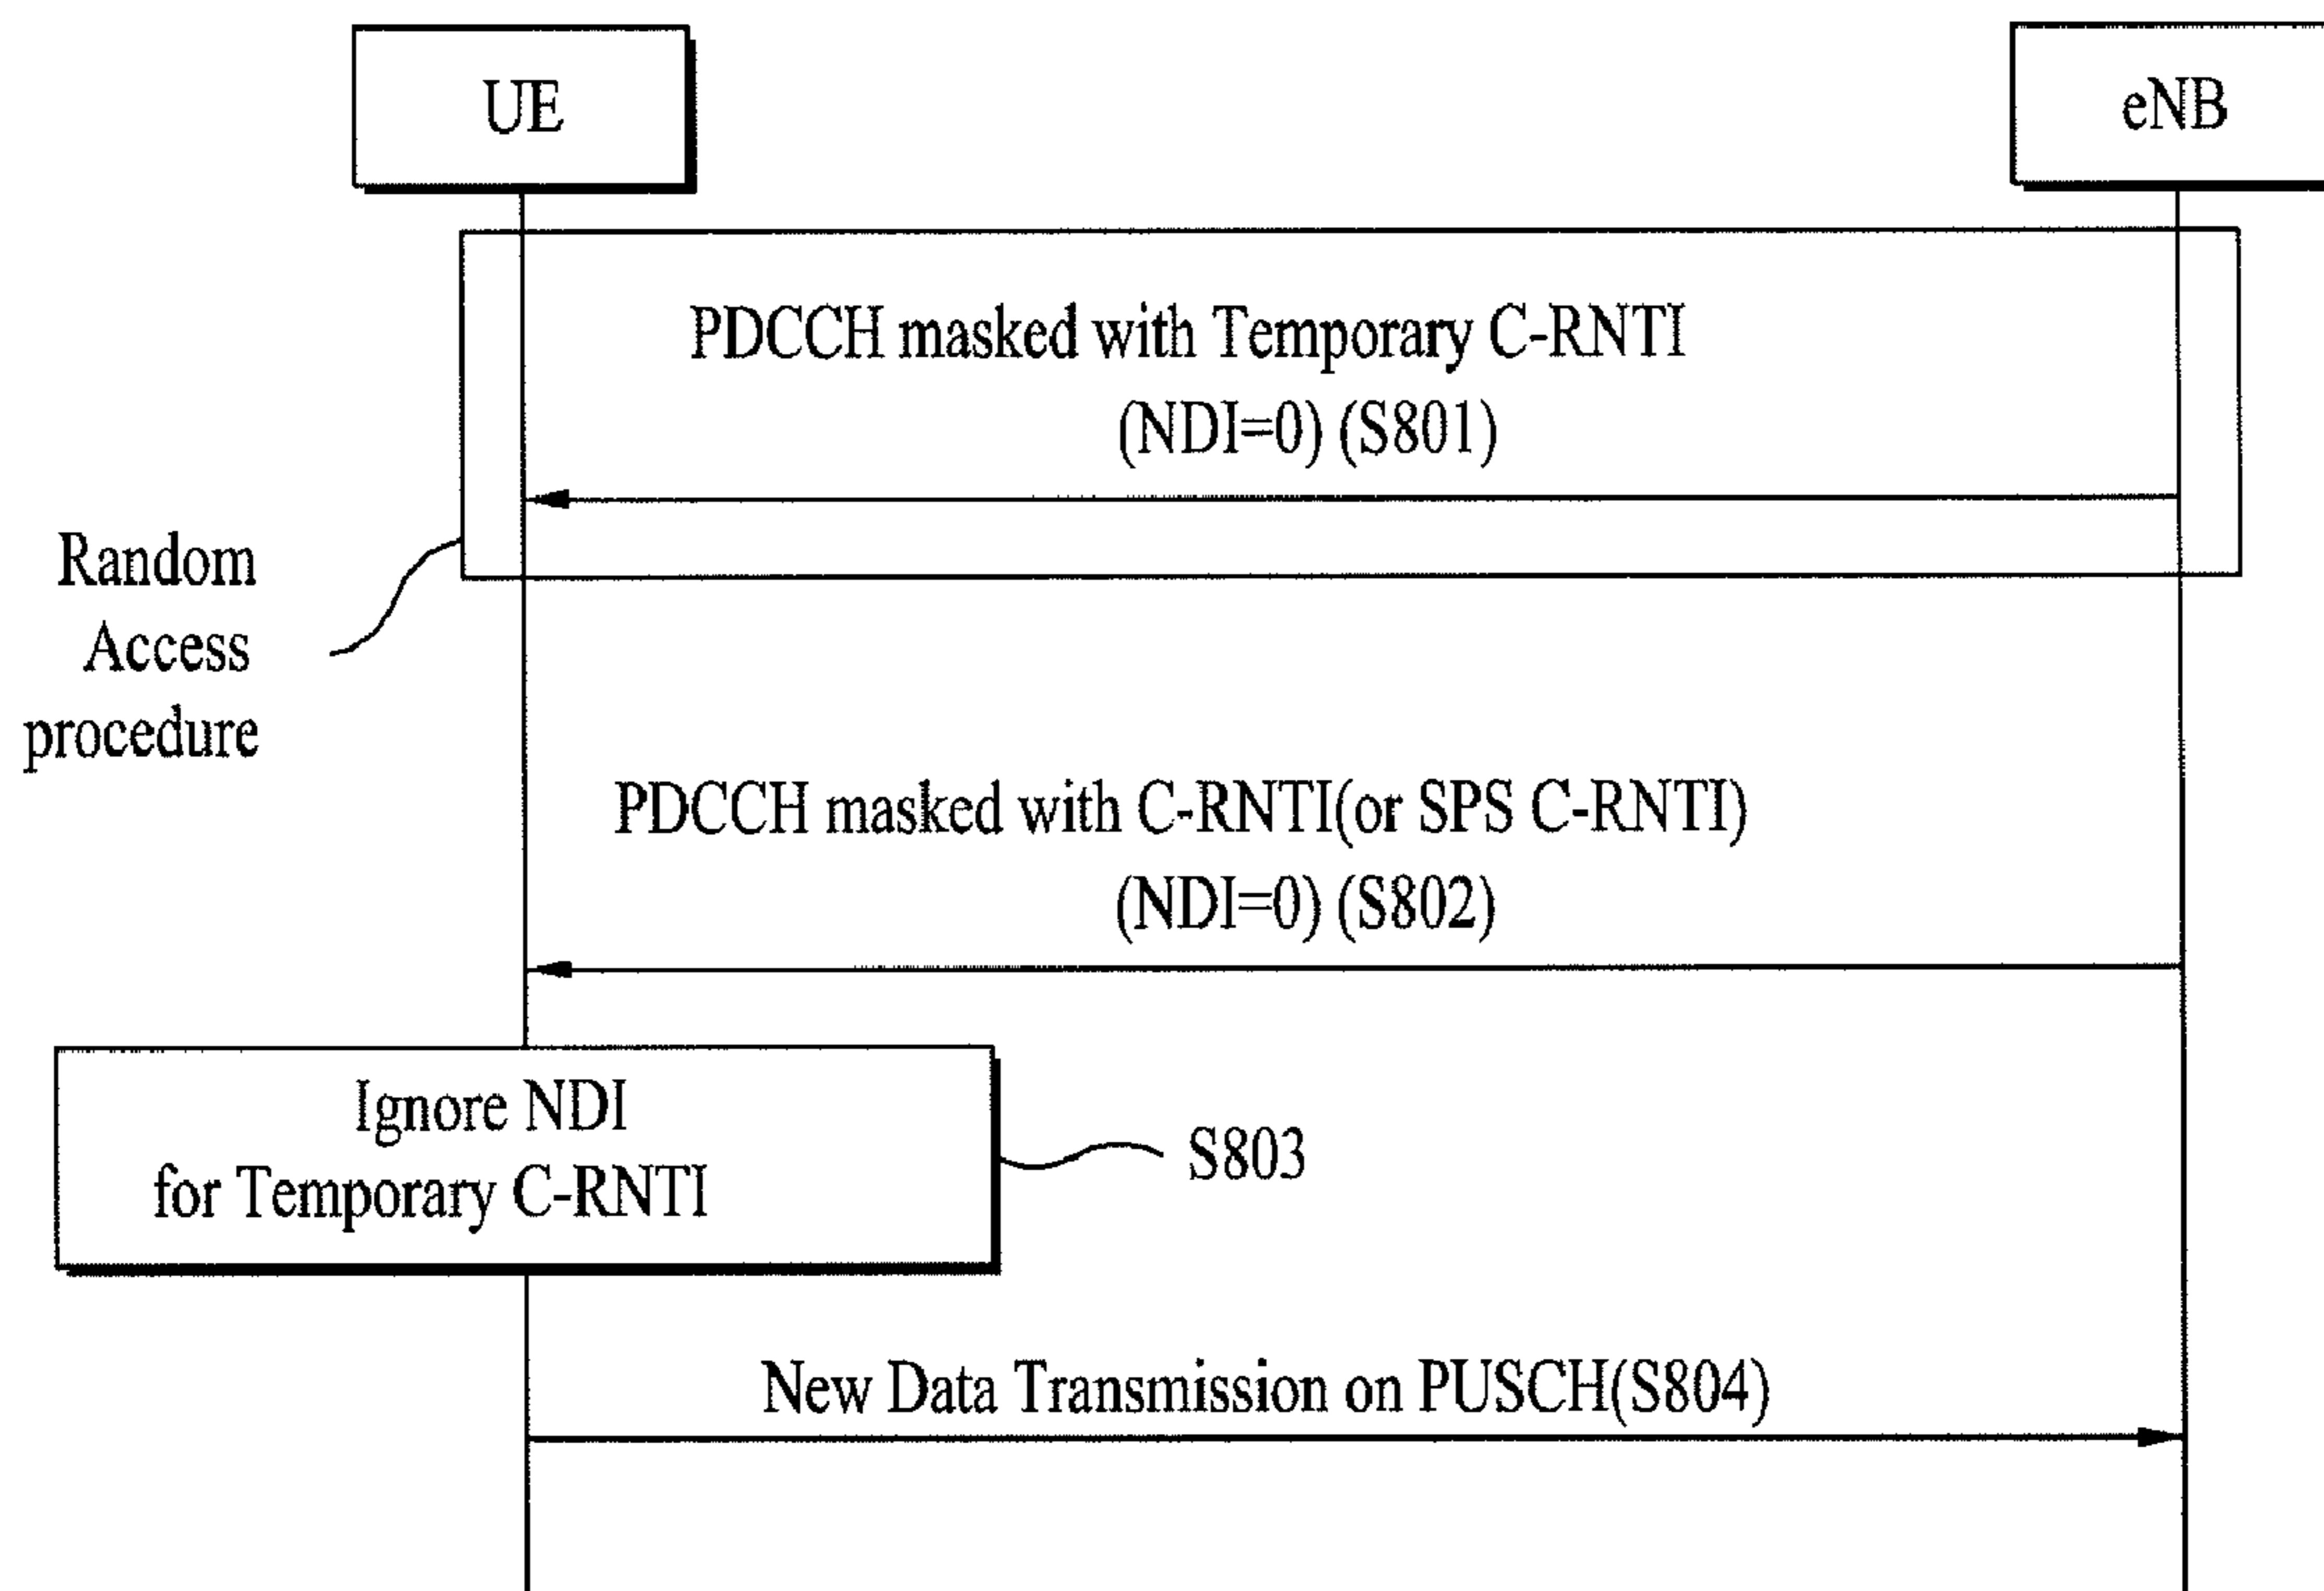 UE
eNB
PDCCH masked with Temporary C-RNTI
(NDI=0) (S801)
Random
Access
procedure
PDCCH masked with C-RNTI(or SPS C-RNTI)
(NDI=0) (S802)
Ignore NDI
for Temporary C-RNTI
S803
New Data Transmission on PUSCH(S804)